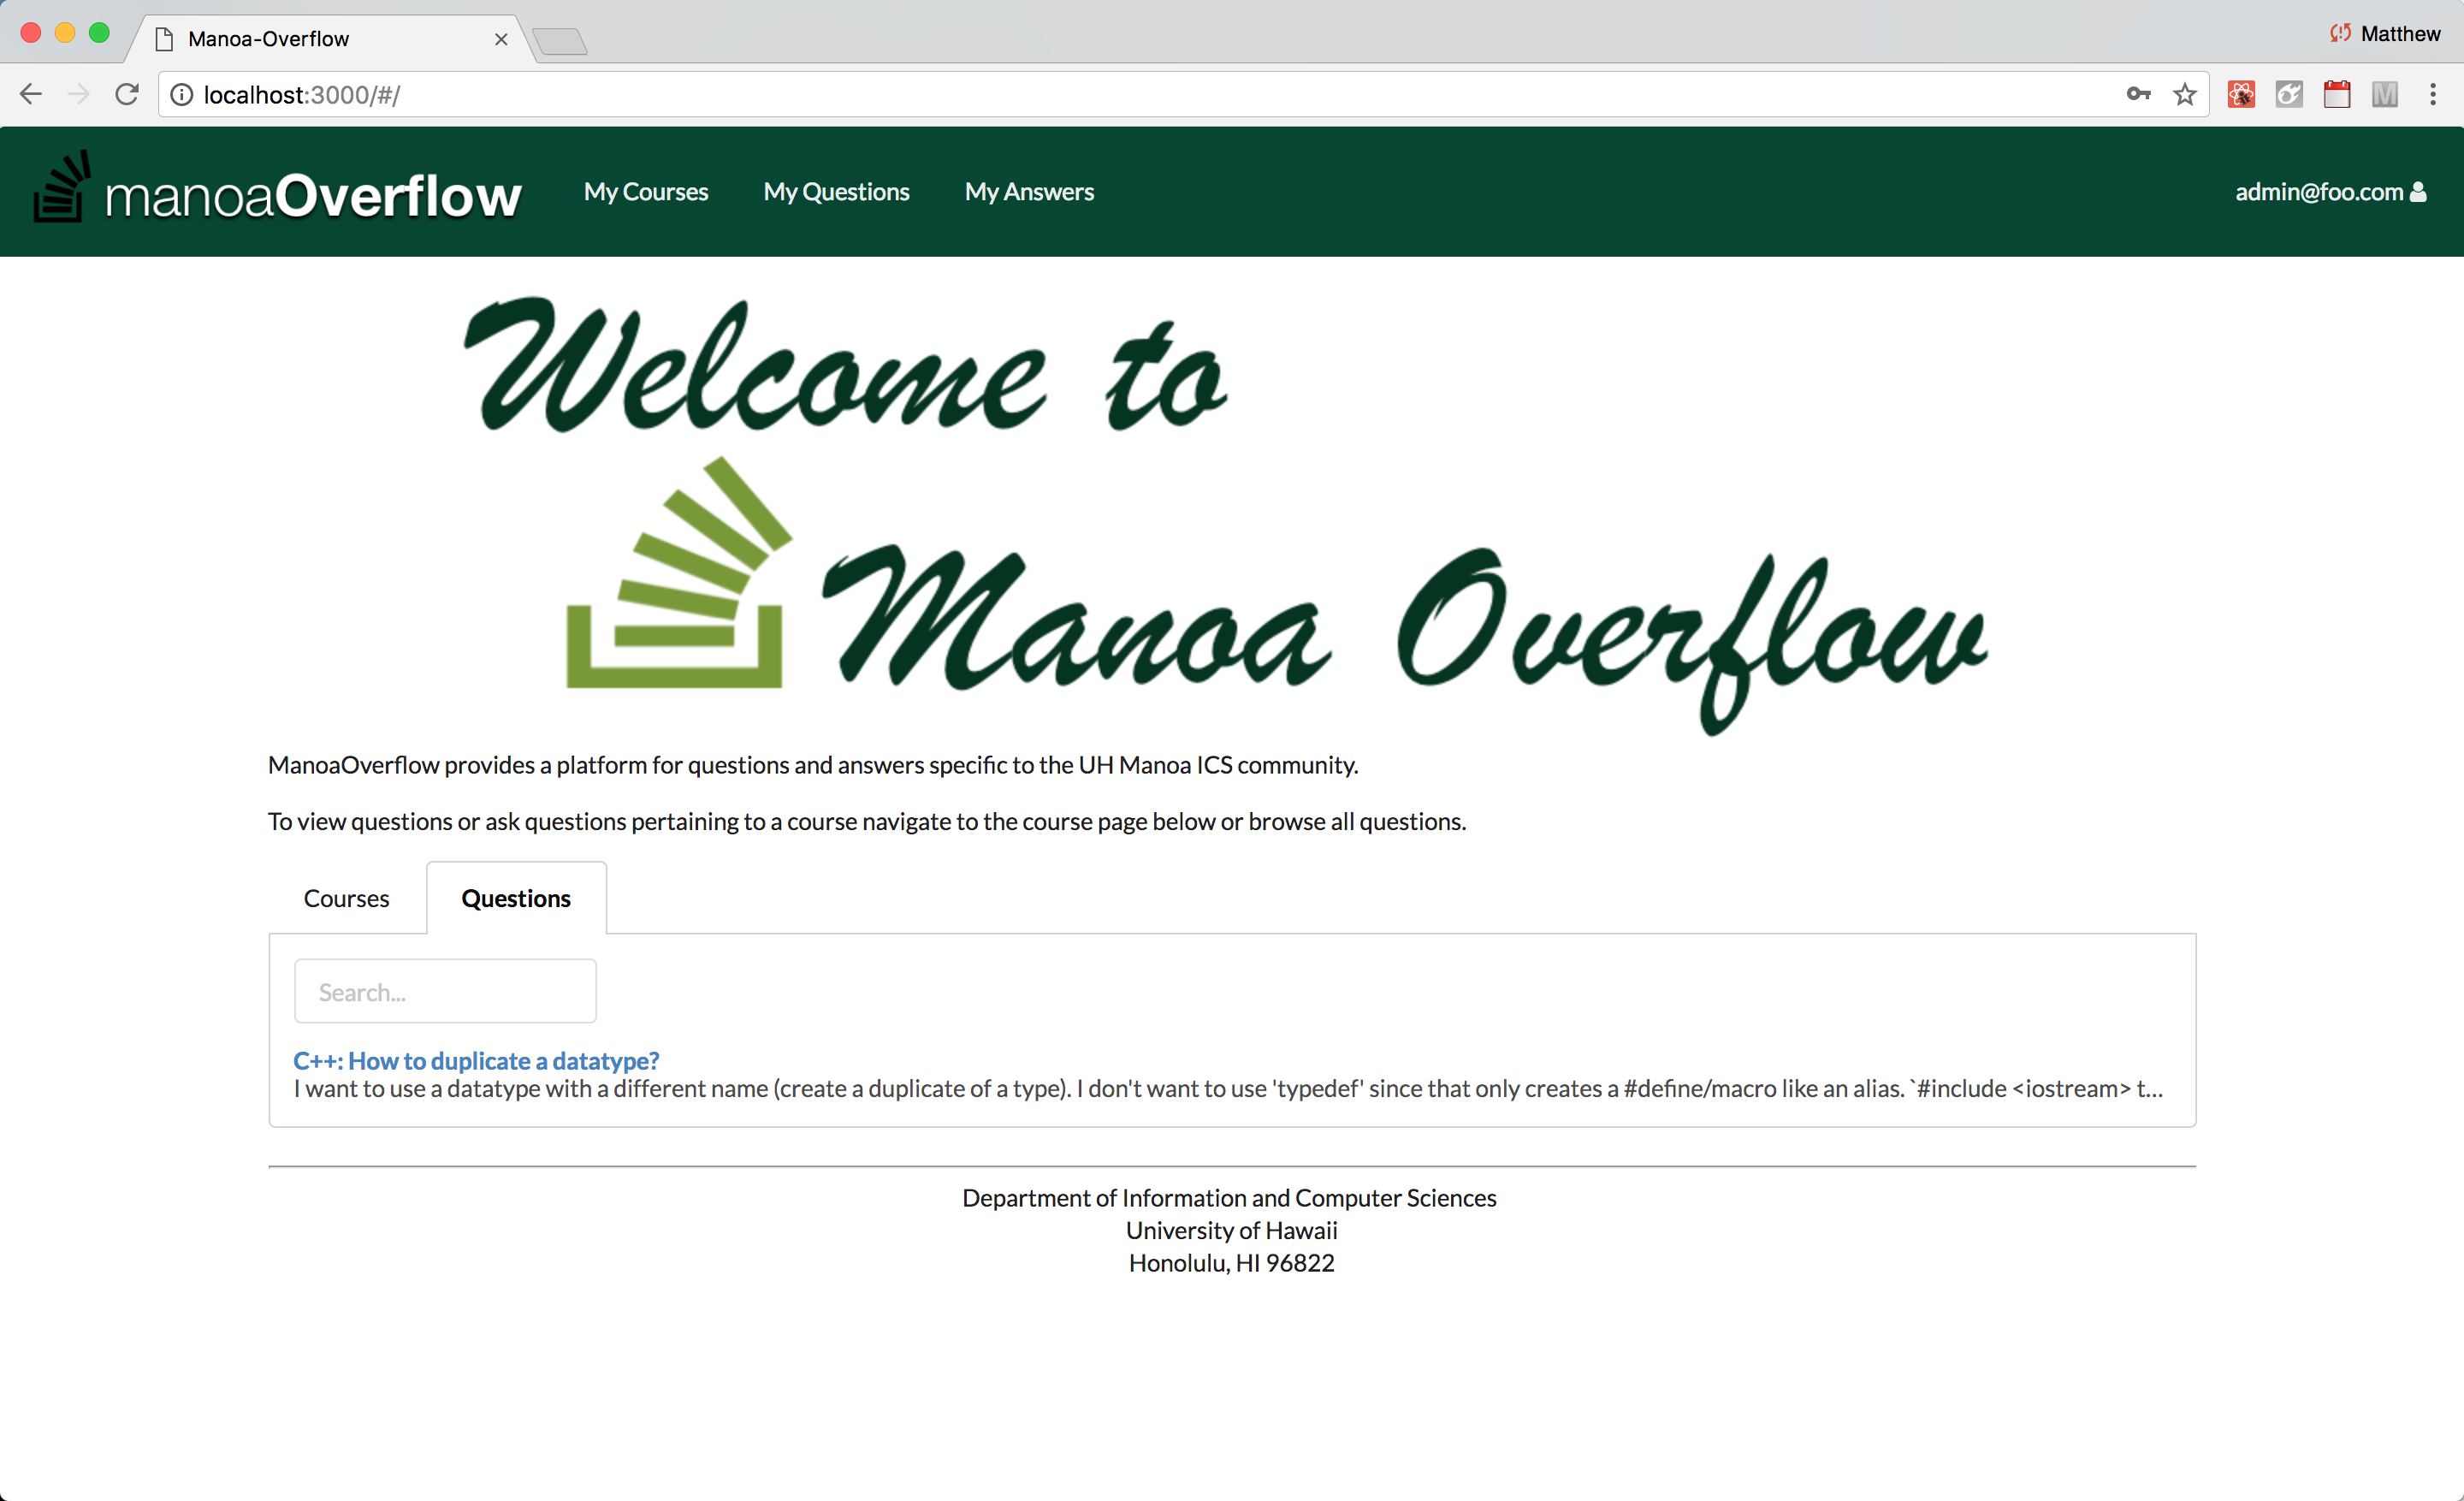 Manoa-Overflow
Matthew
localhost:3000/#/
manoaOverflow
My Courses
My Questions
My Answers
admin@foo.com
Welcome to
Manoa Overflow
ManoaOverflow provides a platform for questions and answers specific to the UH Manoa ICS community.
To view questions or ask questions pertaining to a course navigate to the course page below or browse all questions.
Courses
Questions
Search...
C++: How to duplicate a datatype?
I want to use a datatype with a different name (create a duplicate of a type). I don't want to use 'typedef' since that only creates a #define/macro like an alias. `#include <iostream> t...
Department of Information and Computer Sciences
University of Hawaii
Honolulu, HI 96822